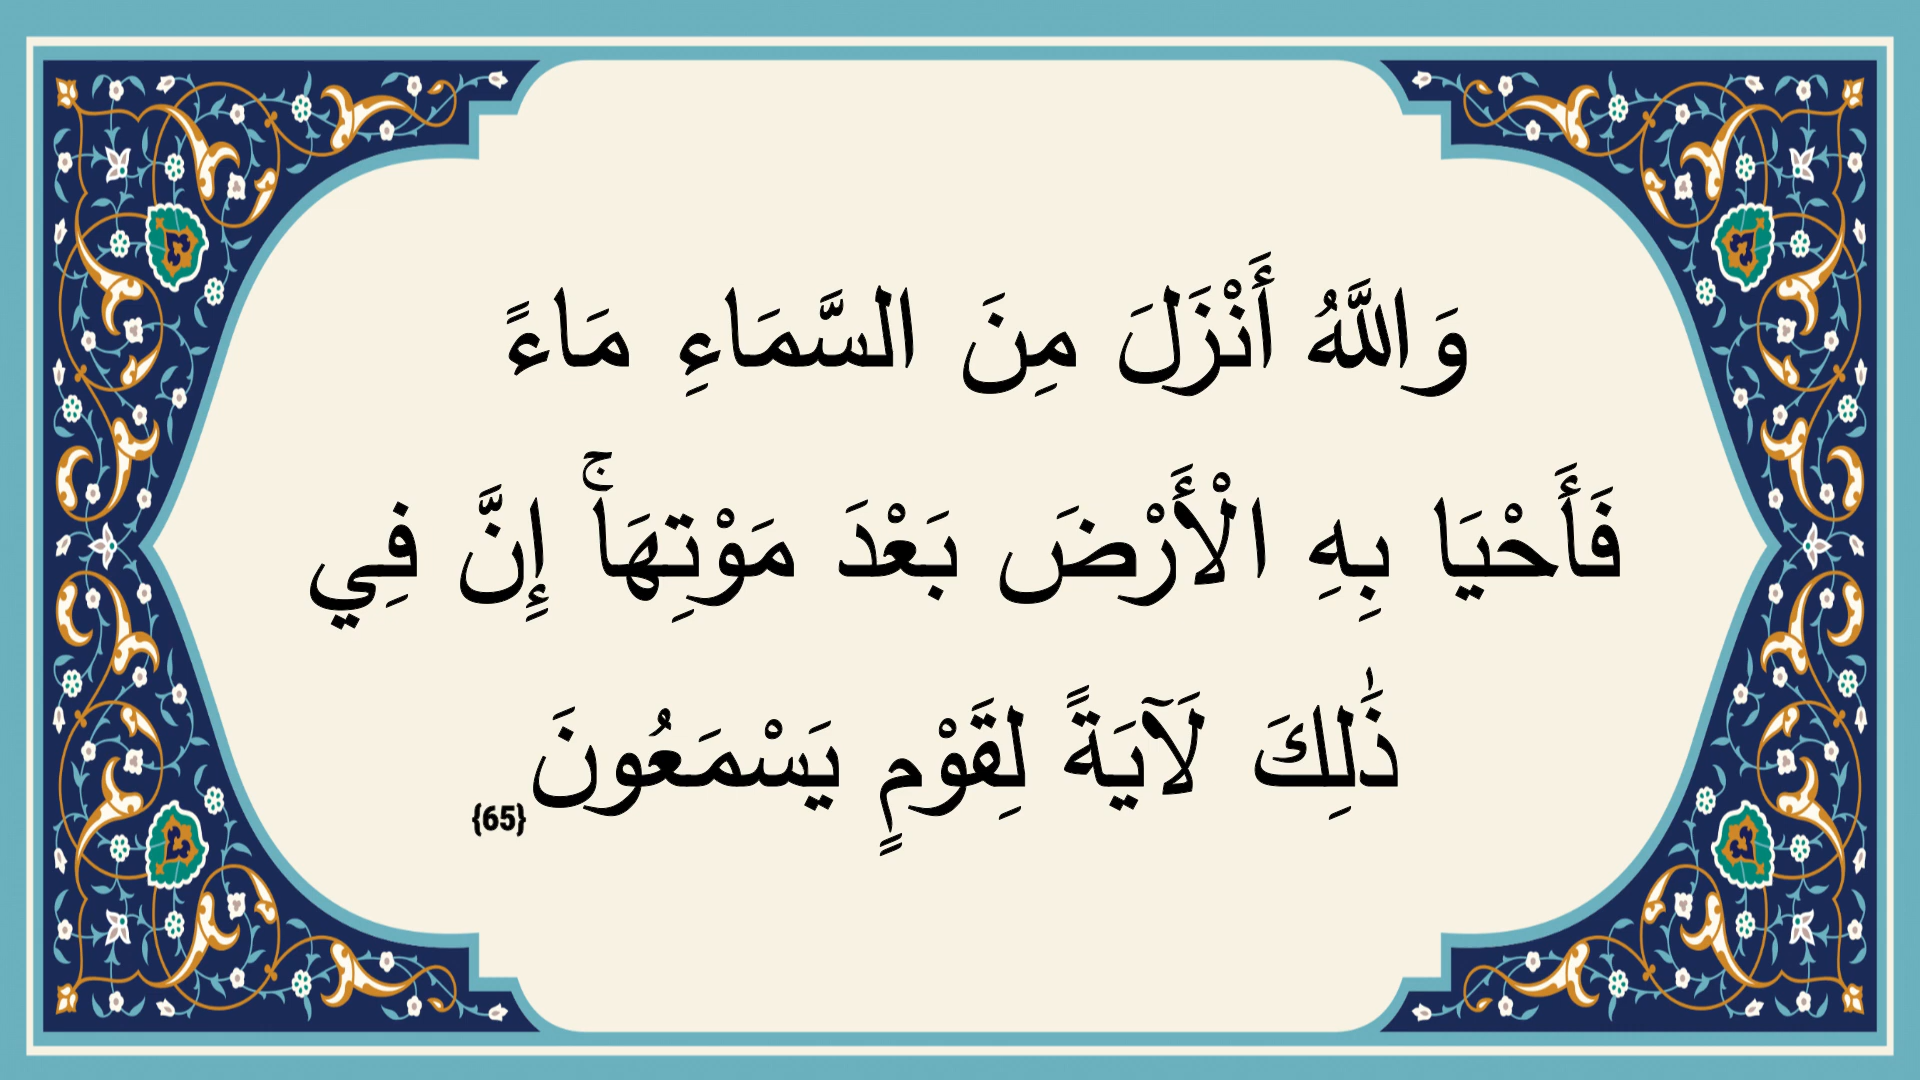 وَاللَّهُ أَنْزَلَ مِنَ السَّمَاءِ مَاءً
فَأَحْيَا بِهِ الْأَرْضَ بَعْدَ مَوْتِهَا ۚ إِنَّ فِي
ذَٰلِكَ لَآيَةً لِقَوْمٍ يَسْمَعُونَ {65}